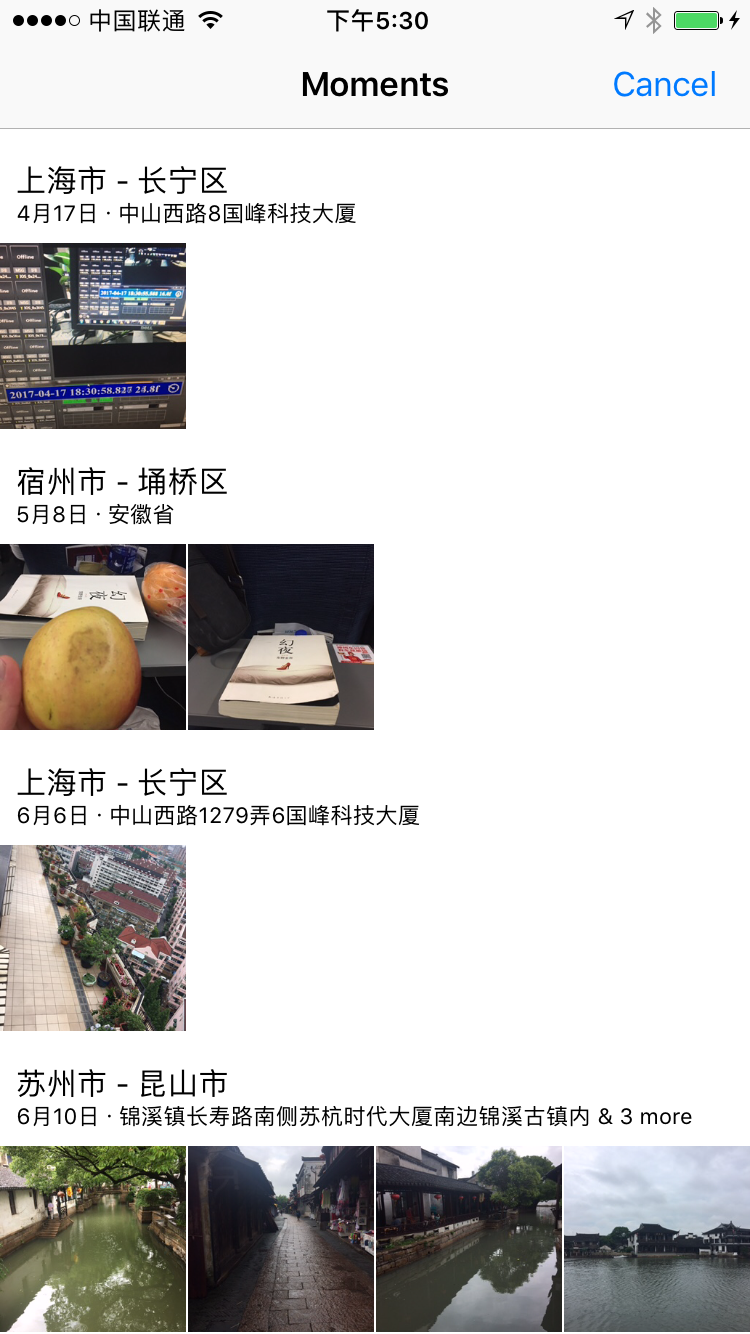 中国联通 下午5:30
Moments Cancel
上海市 - 长宁区
4月17日 · 中山西路8国峰科技大厦
Offline
Offline
Offline
Offline
2017-04-17 18:30:58.827 24.8f
宿州市 - 埇桥区
5月8日 · 安徽省
幻夜
幻夜
上海市 - 长宁区
6月6日 · 中山西路1279弄6国峰科技大厦
苏州市 - 昆山市
6月10日 · 锦溪镇长寿路南侧苏杭时代大厦南边锦溪古镇内 & 3 more